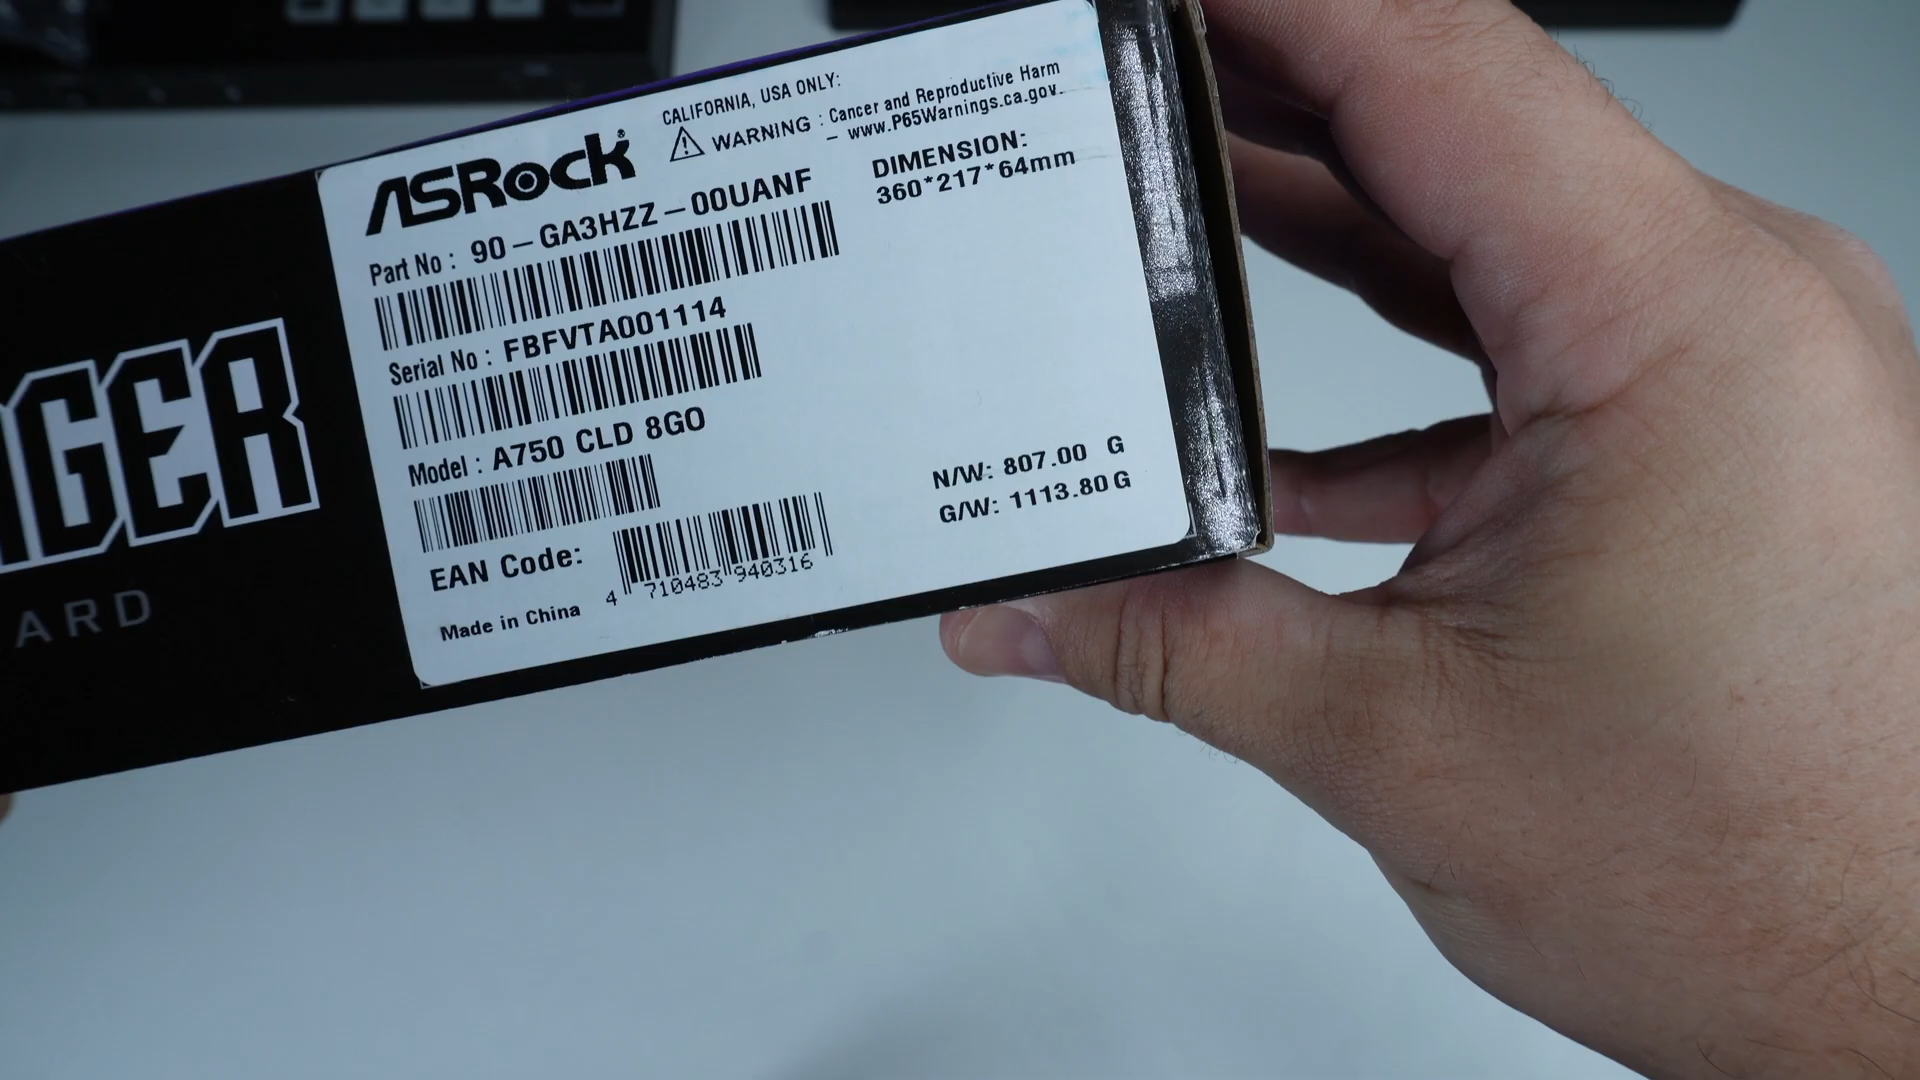 ASRock®
CALIFORNIA, USA ONLY:
WARNING : Cancer and Reproductive Harm
– www.P65Warnings.ca.gov.
Part No : 90–GA3HZZ–00UANF
DIMENSION:
360*217*64mm
Serial No : FBFVTA001114
Model : A750 CLD 8GO
N/W: 807.00 G
G/W: 1113.80 G
EAN Code:
4 710483 940316
Made in China
GER
ARD